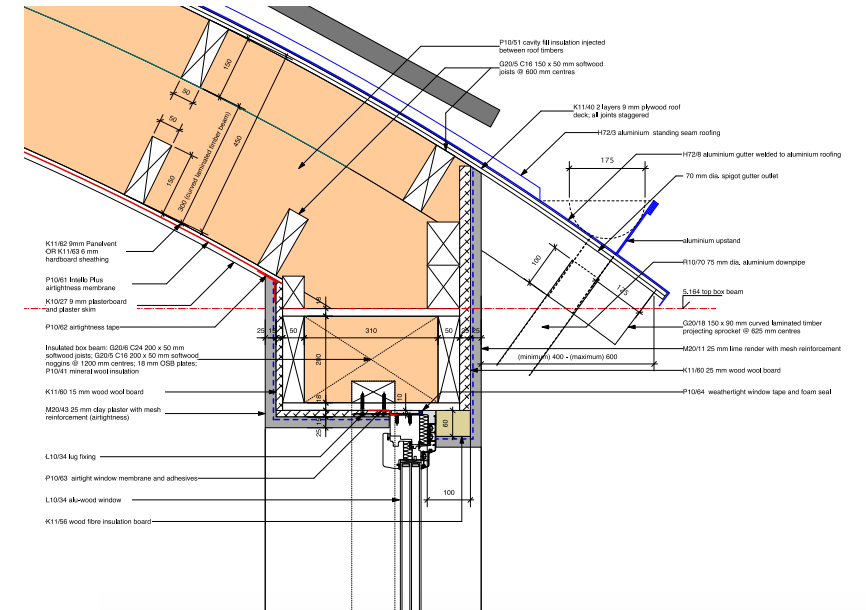 P10/51 cavity fill insulation injected
between roof timbers
G20/5 C16 150 x 50 mm softwood
joists @ 600 mm centres
K11/40 2 layers 9 mm plywood roof
deck; all joints staggered
H72/3 aluminium standing seam roofing
H72/8 aluminium gutter welded to aluminium roofing
175
70 mm dia. spigot gutter outlet
aluminium upstand
R10/70 75 mm dia. aluminium downpipe
100
125
5.164 top box beam
G20/18 150 x 90 mm curved laminated timber
projecting sprocket @ 625 mm centres
M20/11 25 mm lime render with mesh reinforcement
(minimum) 400 - (maximum) 600
K11/60 25 mm wood wool board
P10/64 weathertight window tape and foam seal
150
50
50
150
300 (curved laminated timber beam)
450
K11/62 9mm Panelvent
OR K11/63 6 mm
hardboard sheathing
P10/61 Intello Plus
airtightness membrane
K10/27 9 mm plasterboard
and plaster skim
P10/62 airtightness tape
Insulated box beam: G20/6 C24 200 x 50 mm
softwood joists; G20/5 C16 200 x 50 mm softwood
noggins @ 1200 mm centres; 18 mm OSB plates;
P10/41 mineral wool insulation
K11/60 15 mm wood wool board
M20/43 25 mm clay plaster with mesh
reinforcement (airtightness)
L10/34 lug fixing
P10/63 airtight window membrane and adhesives
L10/34 alu-wood window
K11/56 wood fibre insulation board
18
25 15 50 310 50 25 25
18
15
25
10
60
100